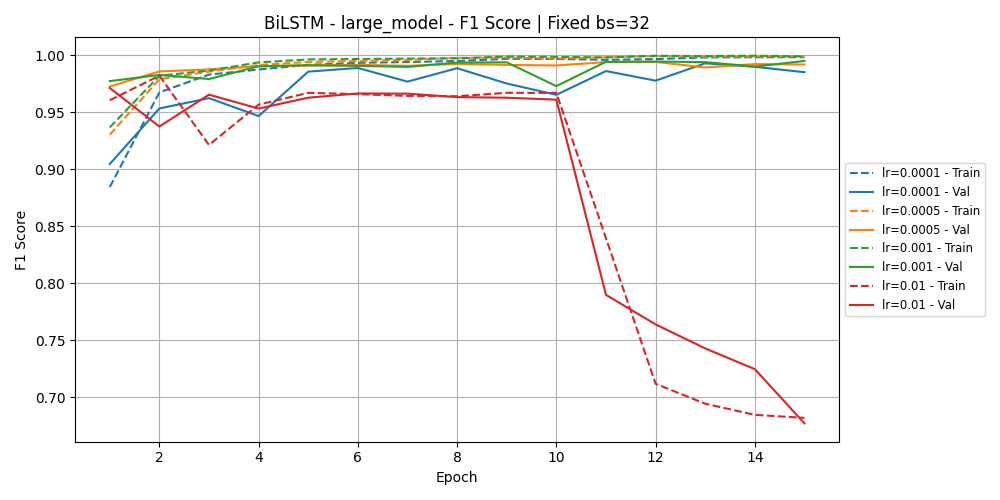 BiLSTM - large_model - F1 Score | Fixed bs=32
F1 Score
1.00
0.95
0.90
0.85
0.80
0.75
0.70
2
4
6
8
10
12
14
Epoch
lr=0.0001 - Train
lr=0.0001 - Val
lr=0.0005 - Train
lr=0.0005 - Val
lr=0.001 - Train
lr=0.001 - Val
lr=0.01 - Train
lr=0.01 - Val